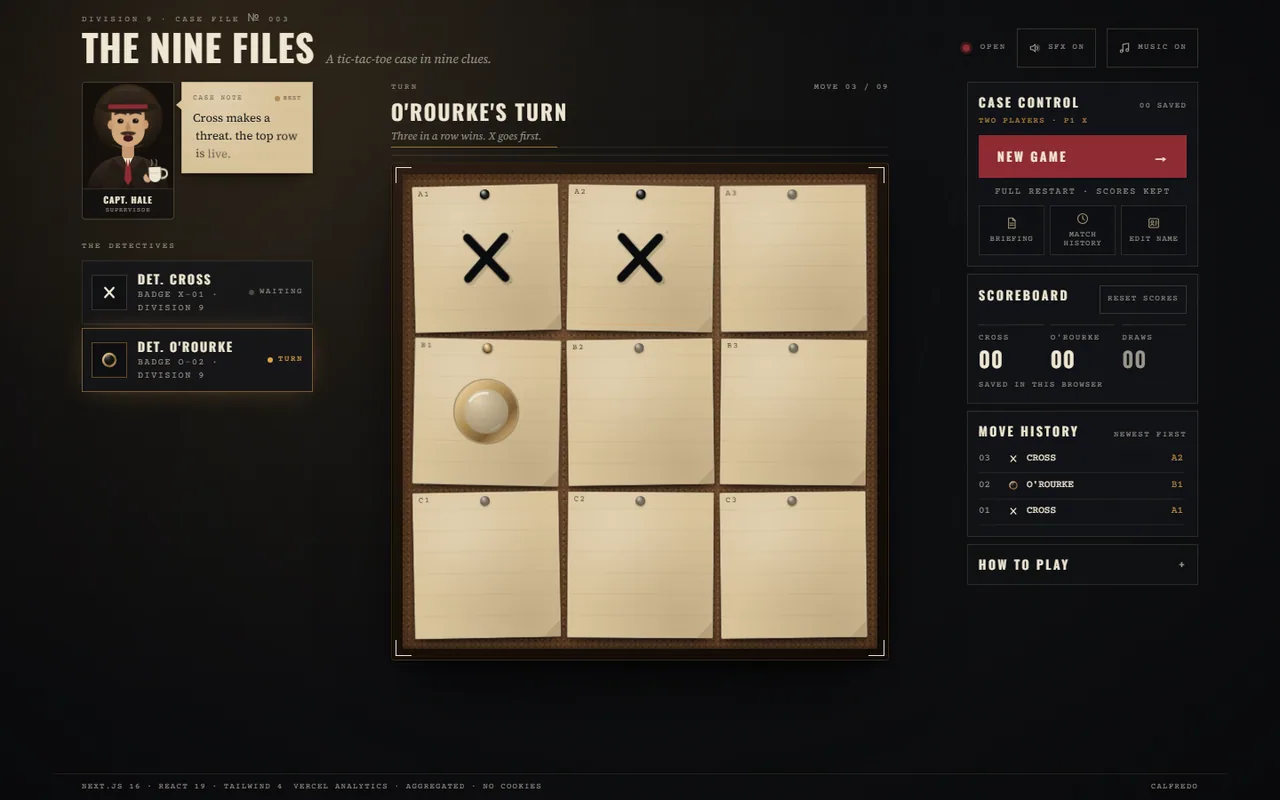 DIVISION 9 · CASE FILE № 003
THE NINE FILES
A tic-tac-toe case in nine clues.
OPEN
SFX ON
MUSIC ON
CASE NOTE
BEST
Cross makes a
threat. the top row
is live.
CAPT. HALE
SUPERVISOR
THE DETECTIVES
DET. CROSS
BADGE X-01 ·
DIVISION 9
WAITING
DET. O'ROURKE
BADGE O-02 ·
DIVISION 9
TURN
TURN
MOVE 03 / 09
O'ROURKE'S TURN
Three in a row wins. X goes first.
A1
A2
A3
B1
B2
B3
C1
C2
C3
CASE CONTROL
00 SAVED
TWO PLAYERS · P1 X
NEW GAME →
FULL RESTART · SCORES KEPT
BRIEFING
MATCH
HISTORY
EDIT NAME
SCOREBOARD
RESET SCORES
CROSS
O'ROURKE
DRAWS
00
00
00
SAVED IN THIS BROWSER
MOVE HISTORY
NEWEST FIRST
03 × CROSS A2
02 O'ROURKE B1
01 × CROSS A1
HOW TO PLAY +
NEXT.JS 16 · REACT 19 · TAILWIND 4 VERCEL ANALYTICS · AGGREGATED · NO COOKIES
CALFREDO